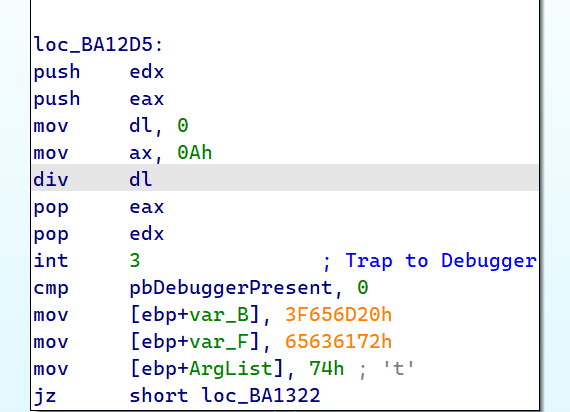 loc_BA12D5:
push edx
push eax
mov dl, 0
mov ax, 0Ah
div dl
pop eax
pop edx
int 3 ; Trap to Debugger
cmp pbDebuggerPresent, 0
mov [ebp+var_B], 3F656D20h
mov [ebp+var_F], 65636172h
mov [ebp+ArgList], 74h ; 't'
jz short loc_BA1322